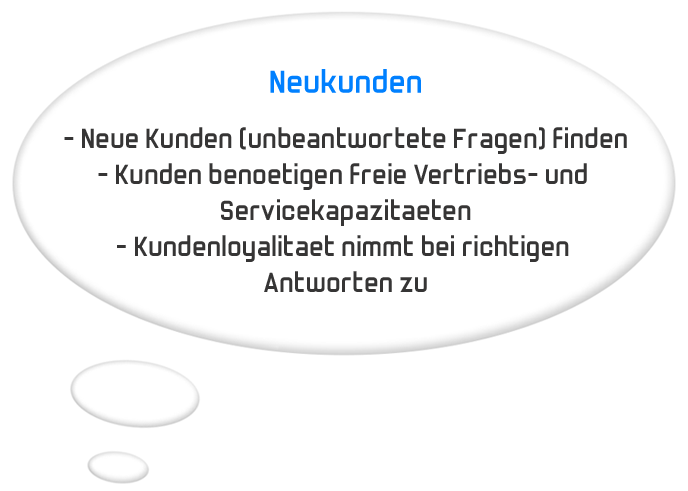 Neukunden
- Neue Kunden (unbeantwortete Fragen) finden
- Kunden benoetigen freie Vertriebs- und
Servicekapazitaeten
- Kundenloyalitaet nimmt bei richtigen
Antworten zu